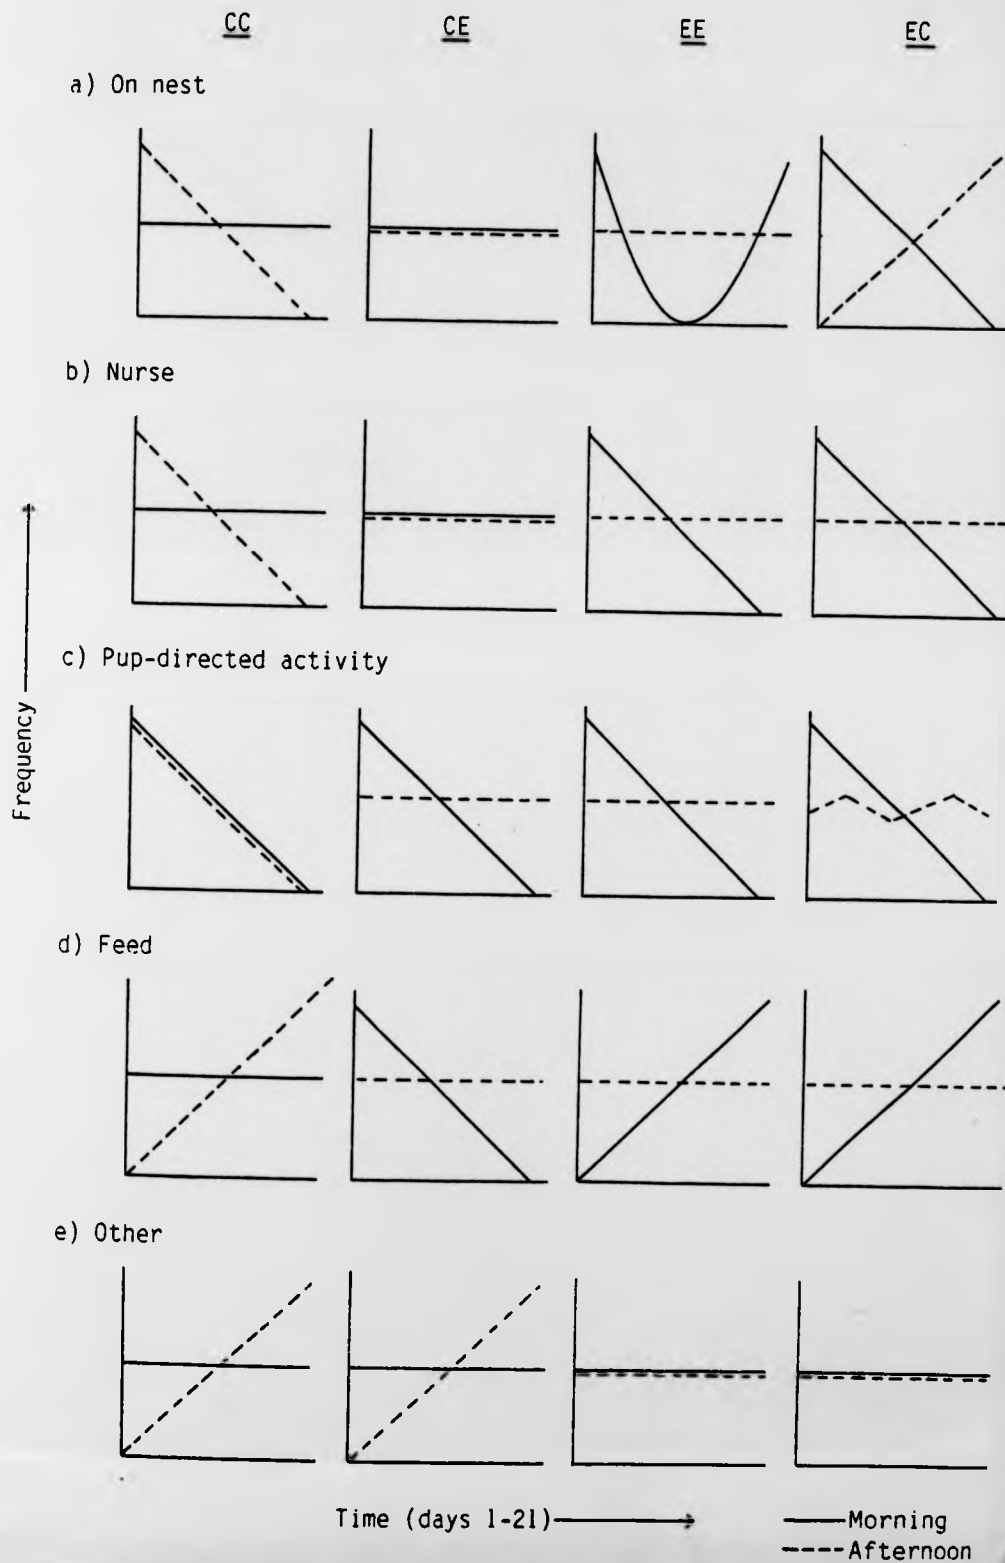 CC CE EE EC
a) On nest
b) Nurse
c) Pup-directed activity
Frequency
d) Feed
e) Other
Time (days 1-21)
Morning
Afternoon